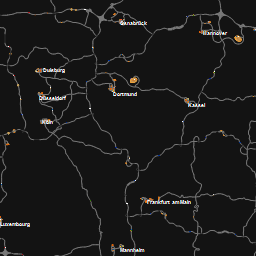 Osnabrück
Hannover
Duisburg
Dortmund
Düsseldorf
Kassel
Köln
Frankfurt am Main
Luxembourg
Mannheim